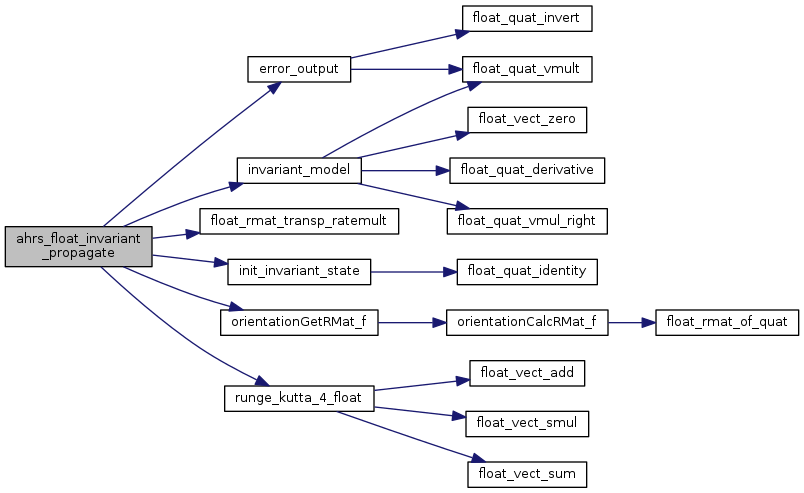 float_quat_invert
error_output
float_quat_vmult
float_vect_zero
invariant_model
float_quat_derivative
float_rmat_transp_ratemult
float_quat_vmul_right
ahrs_float_invariant
_propagate
init_invariant_state
float_quat_identity
orientationGetRMat_f
orientationCalcRMat_f
float_rmat_of_quat
float_vect_add
runge_kutta_4_float
float_vect_smul
float_vect_sum